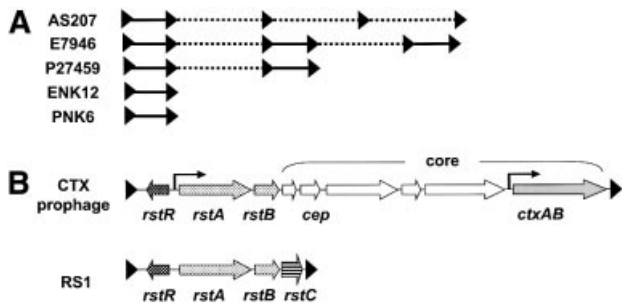 A
AS207
E7946
P27459
ENK12
PNK6
core
B
CTX
prophage
rstR rstA rstB cep ctxAB
RS1
rstR rstA rstB rstC